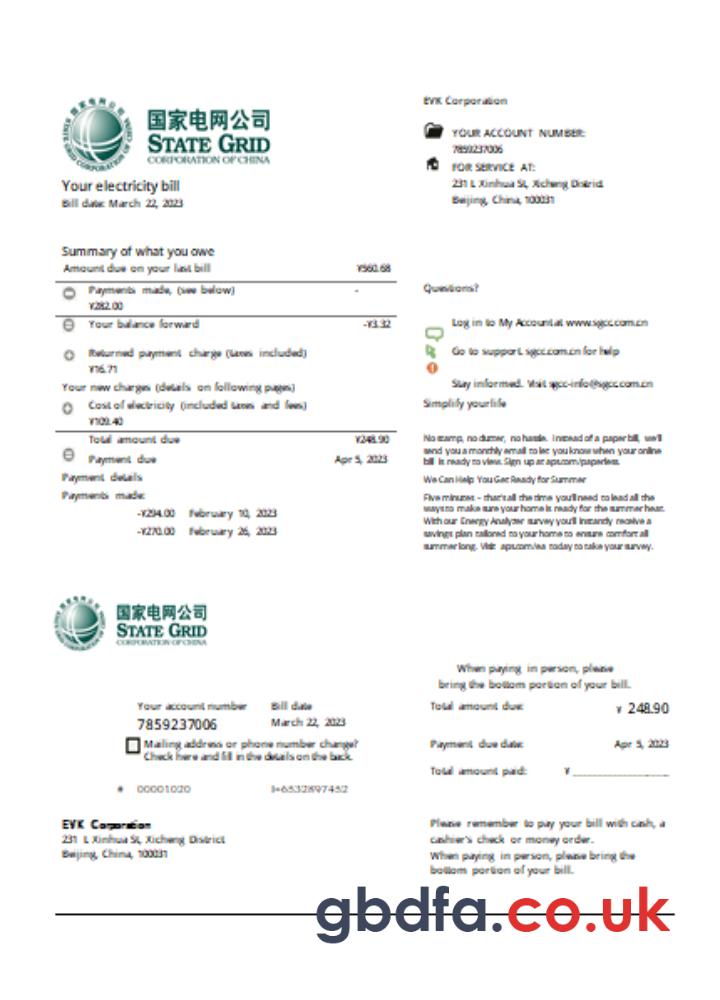 国家电网公司
STATE GRID
CORPORATION OF CHINA
Your electricity bill
Bill date: March 22, 2023
EVK Corporation
YOUR ACCOUNT NUMBER:
7859237006
FOR SERVICE AT:
231 L Xinhua St, Xicheng District
Beijing, China, 100031
Summary of what you owe
Amount due on your last bill ¥560.68
Payments made, (see below) -
¥282.00
Your balance forward -¥3.32
Returned payment charge (taxes included)
¥16.71
Your new charges (details on following pages)
Cost of electricity (included taxes and fees)
¥109.40
Total amount due ¥248.90
Payment due Apr 5, 2023
Payment details
Payments made:
-¥294.00 February 10, 2023
-¥270.00 February 26, 2023
Questions?
Log in to My Account at www.sgcc.com.cn
Go to support.sgcc.com.cn for help
Stay informed. Visit sgcc-info@sgcc.com.cn
Simplify your life
No stamp, no clutter, no hassle. Instead of a paper bill, we'll
send you a monthly email to let you know when your online
bill is ready to view. Sign up at aps.com/paperless.
We Can Help You Get Ready for Summer
Five minutes – that's all the time you'll need to lead all the
ways to make sure your home is ready for the summer heat.
With our Energy Analyzer survey you'll instantly receive a
savings plan tailored to your home to ensure comfort all
summer long. Visit aps.com/ea today to take your survey.
国家电网公司
STATE GRID
CORPORATION OF CHINA
When paying in person, please
bring the bottom portion of your bill.
Your account number Bill date
7859237006 March 22, 2023
Mailing address or phone number change?
Check here and fill in the details on the back.
# 00001020 I=6532897452
Total amount due: ¥ 248.90
Payment due date: Apr 5, 2023
Total amount paid: ¥
EVK Corporation
231 L Xinhua St, Xicheng District
Beijing, China, 100031
Please remember to pay your bill with cash, a
cashier's check or money order.
When paying in person, please bring the
bottom portion of your bill.
gbdfa.co.uk